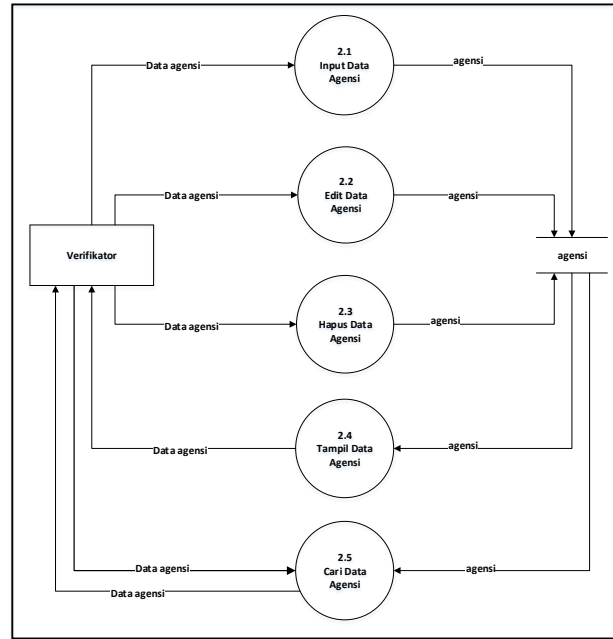 2.1
Input Data
Agensi
Data agensi
agensi
2.2
Edit Data
Agensi
Data agensi
agensi
Verifikator
agensi
2.3
Hapus Data
Agensi
Data agensi
agensi
2.4
Tampil Data
Agensi
Data agensi
agensi
2.5
Cari Data
Agensi
Data agensi
agensi
Data agensi